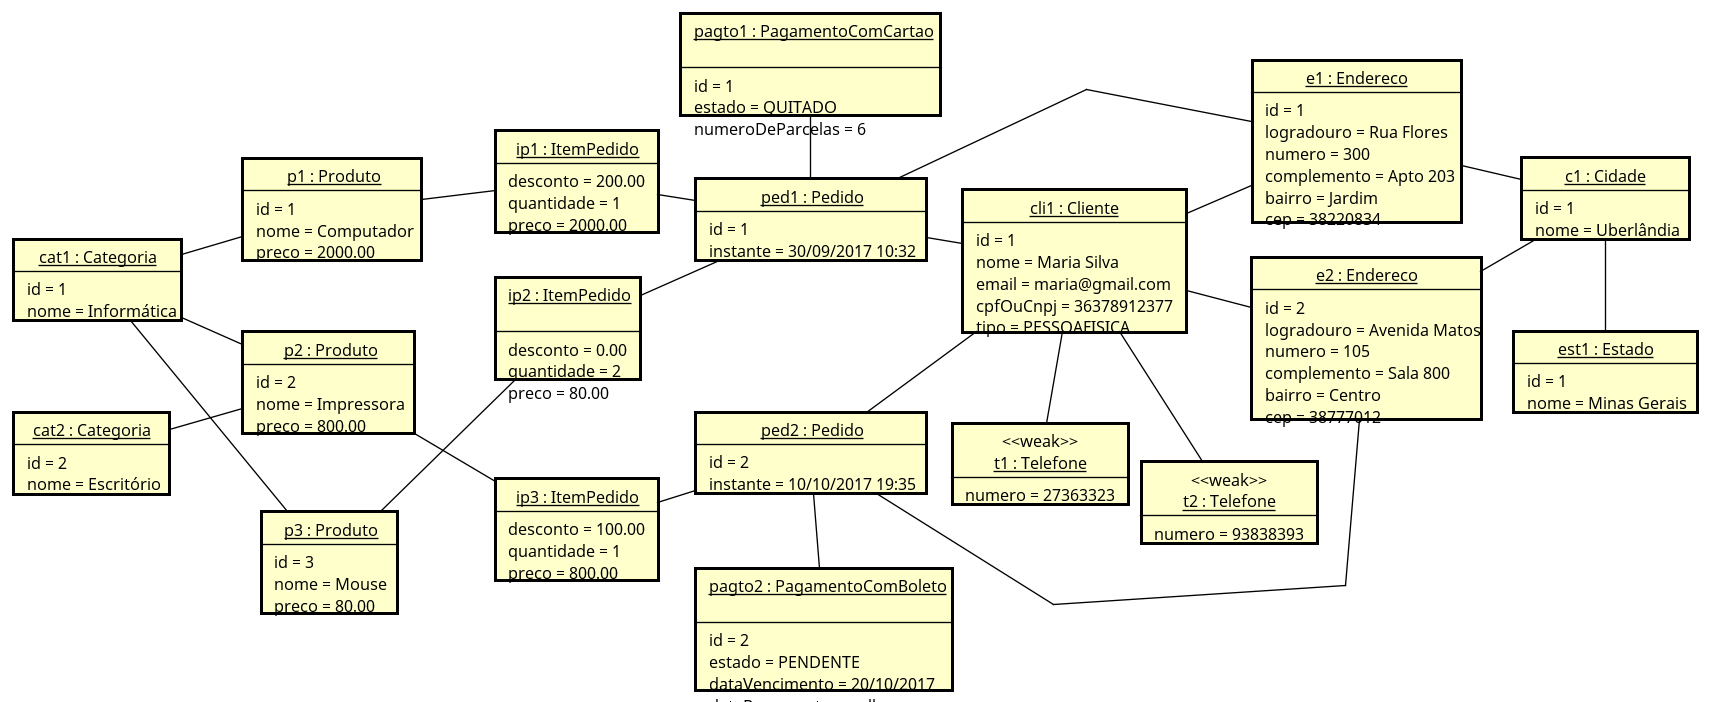 pagto1 : PagamentoComCartao
id = 1
estado = QUITADO
numeroDeParcelas = 6
e1 : Endereco
id = 1
logradouro = Rua Flores
numero = 300
complemento = Apto 203
bairro = Jardim
cep = 38220834
ip1 : ItemPedido
desconto = 200.00
quantidade = 1
preco = 2000.00
p1 : Produto
id = 1
nome = Computador
preco = 2000.00
ped1 : Pedido
id = 1
instante = 30/09/2017 10:32
cli1 : Cliente
id = 1
nome = Maria Silva
email = maria@gmail.com
cpfOuCnpj = 36378912377
tipo = PESSOAFISICA
c1 : Cidade
id = 1
nome = Uberlândia
cat1 : Categoria
id = 1
nome = Informática
ip2 : ItemPedido
desconto = 0.00
quantidade = 2
preco = 80.00
e2 : Endereco
id = 2
logradouro = Avenida Matos
numero = 105
complemento = Sala 800
bairro = Centro
cep = 38777012
p2 : Produto
id = 2
nome = Impressora
preco = 800.00
est1 : Estado
id = 1
nome = Minas Gerais
cat2 : Categoria
id = 2
nome = Escritório
ped2 : Pedido
id = 2
instante = 10/10/2017 19:35
<<weak>>
t1 : Telefone
numero = 27363323
<<weak>>
t2 : Telefone
numero = 93838393
ip3 : ItemPedido
desconto = 100.00
quantidade = 1
preco = 800.00
p3 : Produto
id = 3
nome = Mouse
preco = 80.00
pagto2 : PagamentoComBoleto
id = 2
estado = PENDENTE
dataVencimento = 20/10/2017